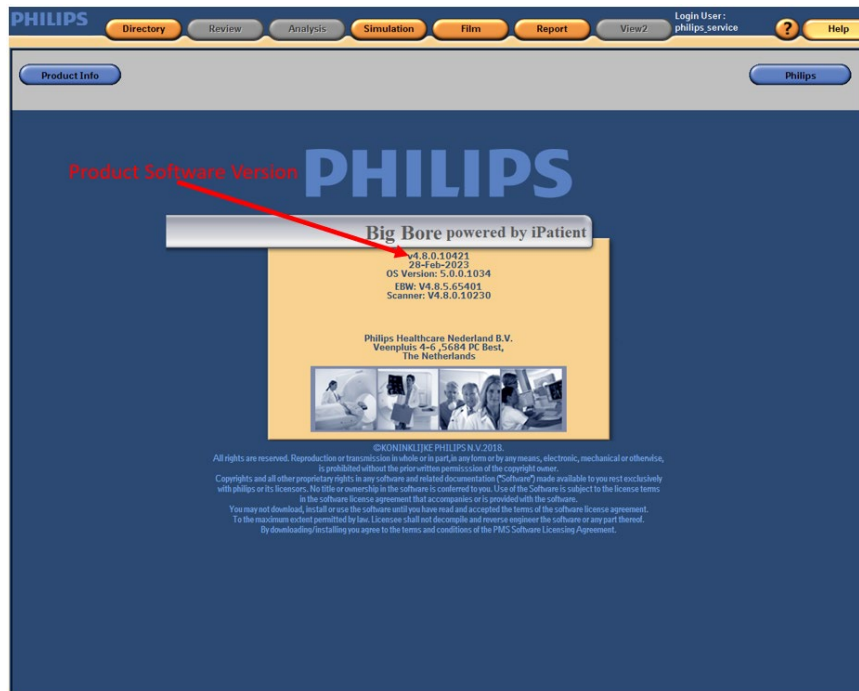 PHILIPS
Directory
Review
Analysis
Simulation
Film
Report
View2
Login User :
philips_service
?
Help
Product Info
Philips
Product Software Version
PHILIPS
Big Bore powered by iPatient
v4.8.0.10421
28-Feb-2023
OS Version: 5.0.0.1034
EBW: V4.8.5.65401
Scanner: V4.8.0.10230
Philips Healthcare Nederland B.V.
Veenpluis 4-6 ,5684 PC Best,
The Netherlands
©KONINKLIJKE PHILIPS N.V.2018.
All rights are reserved. Reproduction or transmission in whole or in part,in any form or by any means, electronic, mechanical or otherwise,
is prohibited without the prior written permisssion of the copyright owner.
Copyrights and all other proprietary rights in any software and related documentation ("Software") made available to you rest exclusively
with philips or its licensors. No title or ownership in the software is conferred to you. Use of the Software is subject to the license terms
in the software license agreement that accompanies or is provided with the software.
You may not download, install or use the software until you have read and accepted the terms of the software license agreement.
To the maximum extent permitted by law. Licensee shall not decompile and reverse engineer the software or any part thereof.
By downloading/installing you agree to the terms and conditions of the PMS Software Licensing Agreement.